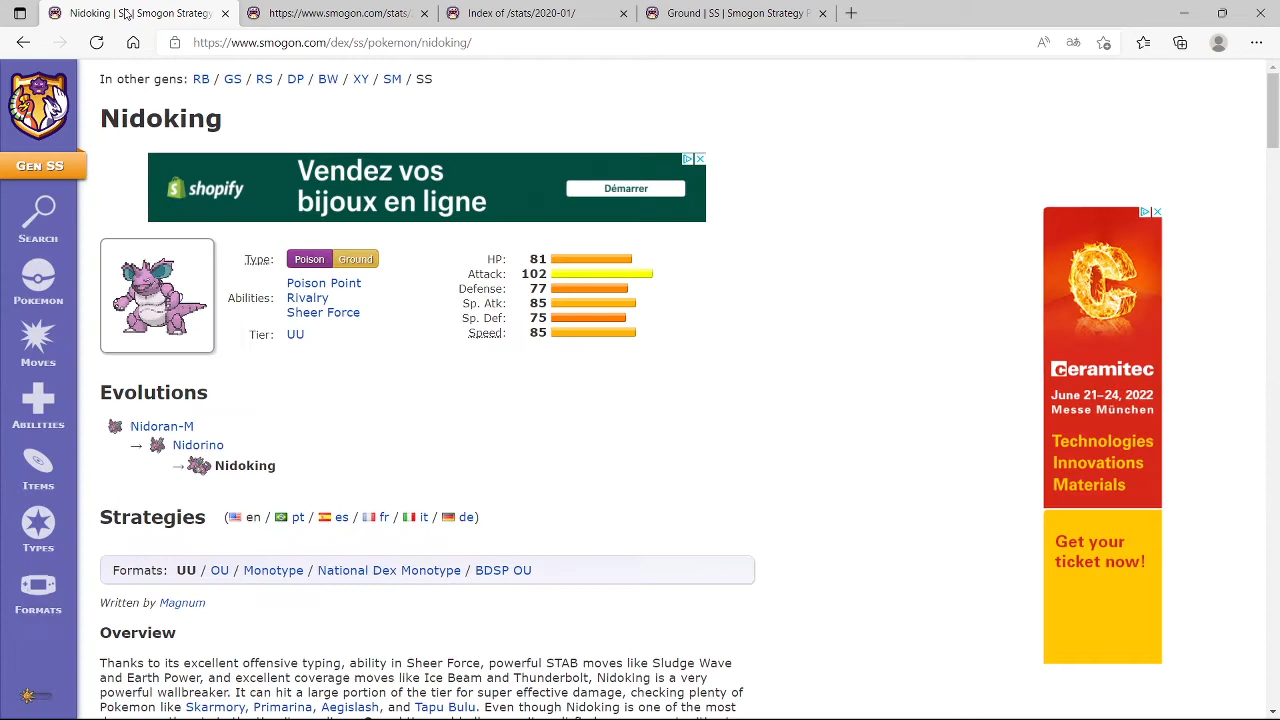 Nidoking | Smogon Strategy
https://www.smogon.com/stats/
Index of /stats/2020-01/
Ground | SS | Smogon Strategy P
https://www.smogon.com/dex/ss/pokemon/nidoking/
In other gens: RB / GS / RS / DP / BW / XY / SM / SS
Nidoking
GEN SS
SEARCH
POKEMON
MOVES
ABILITIES
ITEMS
TYPES
FORMATS
shopify
Vendez vos
bijoux en ligne
Démarrer
Type: Poison Ground
Abilities: Poison Point
Rivalry
Sheer Force
Tier: UU
HP: 81
Attack: 102
Defense: 77
Sp. Atk: 85
Sp. Def: 75
Speed: 85
Evolutions
Nidoran-M
→ Nidorino
→ Nidoking
Strategies (en / pt / es / fr / it / de)
Formats: UU / OU / Monotype / National Dex Monotype / BDSP OU
Written by Magnum
Overview
Thanks to its excellent offensive typing, ability in Sheer Force, powerful STAB moves like Sludge Wave
and Earth Power, and excellent coverage moves like Ice Beam and Thunderbolt, Nidoking is a very
powerful wallbreaker. It can hit a large portion of the tier for super effective damage, checking plenty of
Pokemon like Skarmory, Primarina, Aegislash, and Tapu Bulu. Even though Nidoking is one of the most
C
ceramitec
June 21–24, 2022
Messe München
Technologies
Innovations
Materials
Get your
ticket now!